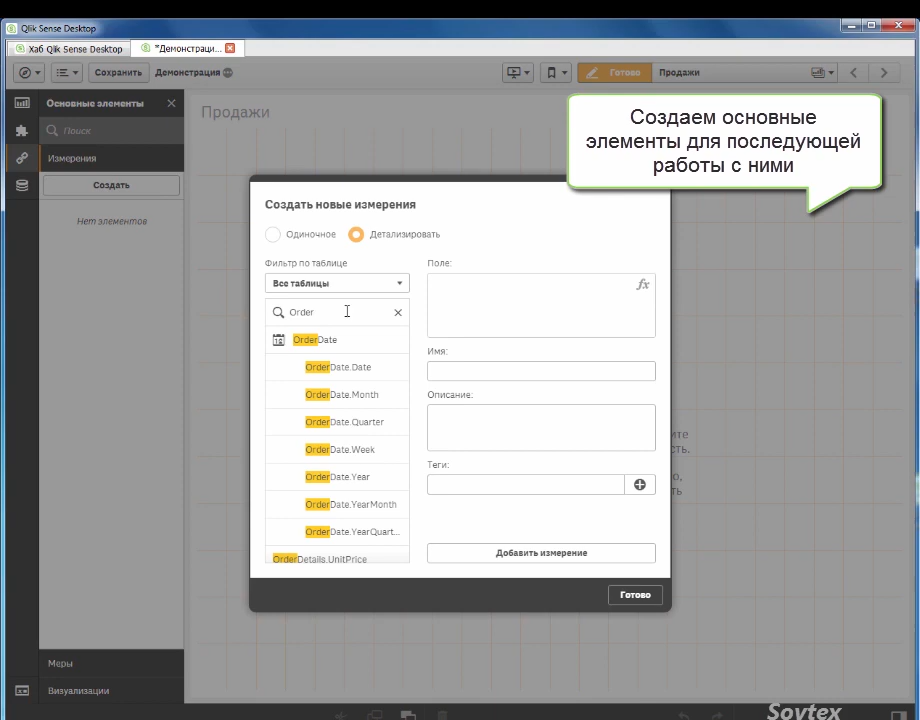 Qlik Sense Desktop
Хаб Qlik Sense Desktop
*Демонстраци...
Сохранить
Демонстрация
Готово
Продажи
Основные элементы
Поиск
Измерения
Создать
Нет элементов
Продажи
Создаем основные
элементы для последующей
работы с ними
Создать новые измерения
Одиночное
Детализировать
Фильтр по таблице
Все таблицы
Order
OrderDate
OrderDate.Date
OrderDate.Month
OrderDate.Quarter
OrderDate.Week
OrderDate.Year
OrderDate.YearMonth
OrderDate.YearQuart...
OrderDetails.UnitPrice
Поле:
fx
Имя:
Описание:
Теги:
Добавить измерение
Готово
Меры
Визуализации